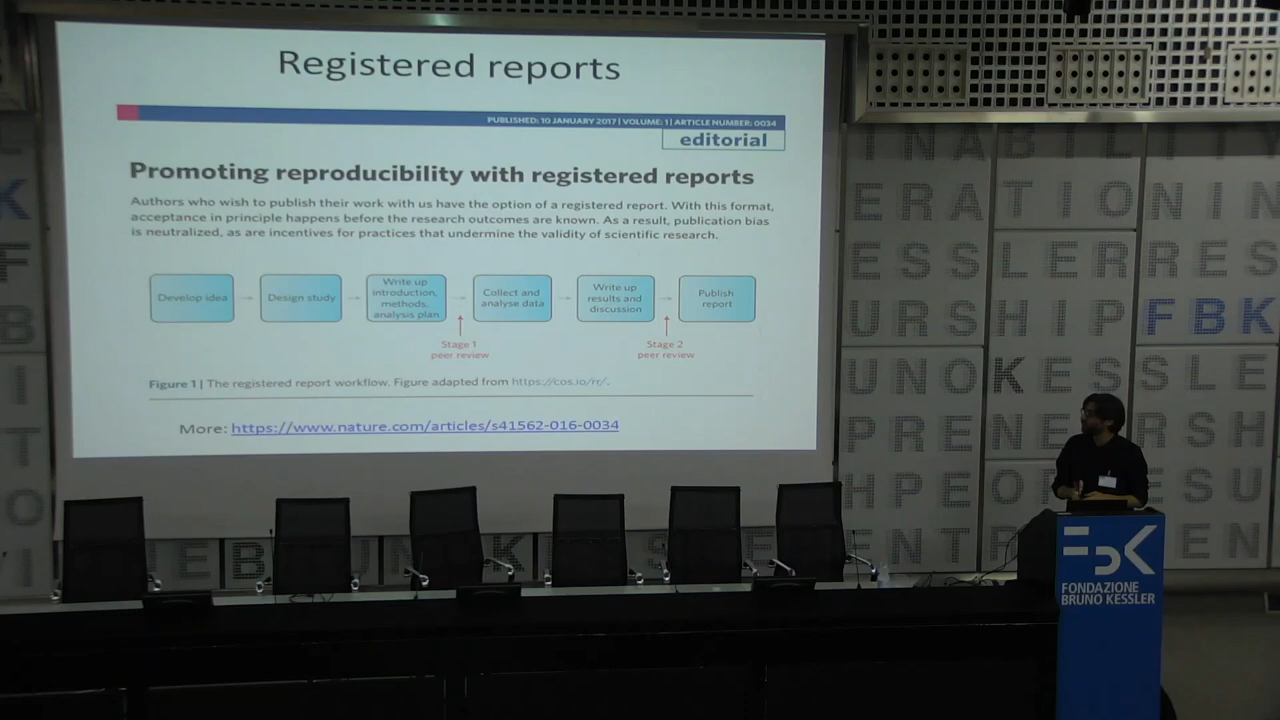 Registered reports
PUBLISHED: 10 JANUARY 2017 | VOLUME: 1 | ARTICLE NUMBER: 0034
editorial
Promoting reproducibility with registered reports
Authors who wish to publish their work with us have the option of a registered report. With this format,
acceptance in principle happens before the research outcomes are known. As a result, publication bias
is neutralized, as are incentives for practices that undermine the validity of scientific research.
Develop idea
Design study
Write up
introduction,
methods,
analysis plan
Collect and
analyse data
Write up
results and
discussion
Publish
report
Stage 1
peer review
Stage 2
peer review
Figure 1 | The registered report workflow. Figure adapted from https://cos.io/rr/.
More: https://www.nature.com/articles/s41562-016-0034
INABILITY
ERATIONIN
ESSLERRES
URSHIPFBK
UNOKESSLE
FBK
FONDAZIONE
BRUNO KESSLER